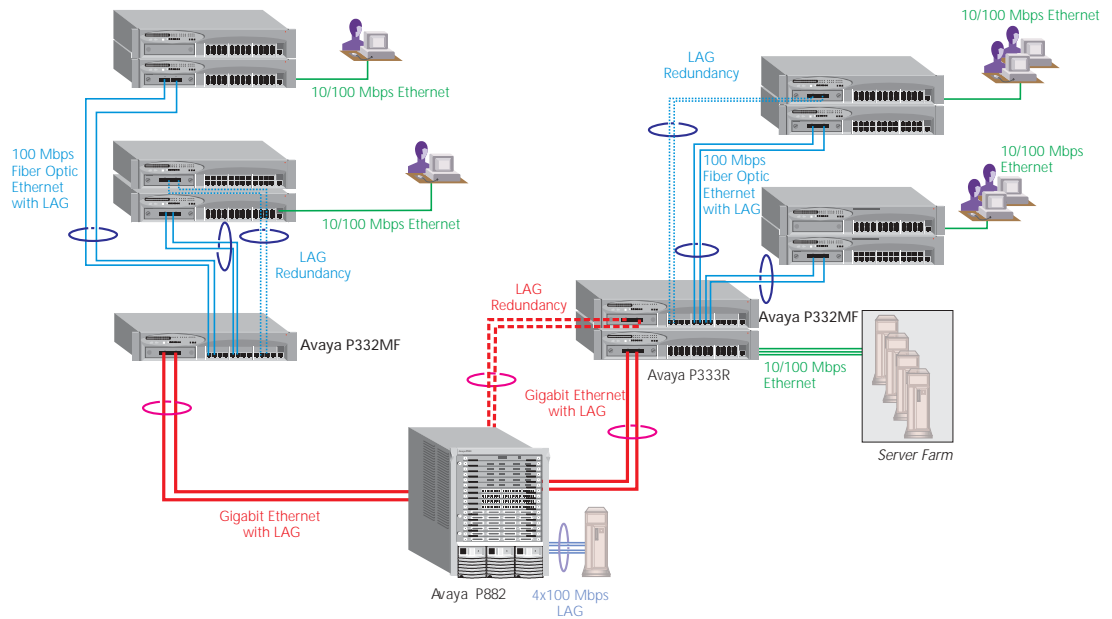 10/100 Mbps Ethernet
10/100 Mbps Ethernet
LAG
Redundancy
100 Mbps
Fiber Optic
Ethernet
with LAG
10/100 Mbps
Ethernet
100 Mbps
Fiber Optic
Ethernet
with LAG
10/100 Mbps Ethernet
LAG
Redundancy
LAG
Redundancy
Avaya P332MF
Avaya P332MF
10/100 Mbps
Ethernet
Avaya P333R
Gigabit Ethernet
with LAG
Server Farm
Gigabit Ethernet
with LAG
Avaya P882
4x100 Mbps
LAG